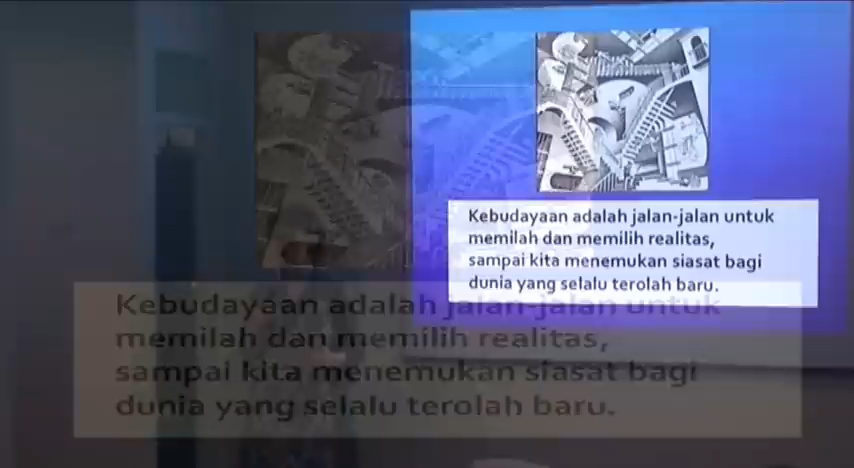 Kebudayaan adalah jalan-jalan untuk
memilah dan memilih realitas,
sampai kita menemukan siasat bagi
dunia yang selalu terolah baru.
Kebudayaan adalah jalan-jalan untuk
memilah dan memilih realitas,
sampai kita menemukan siasat bagi
dunia yang selalu terolah baru.